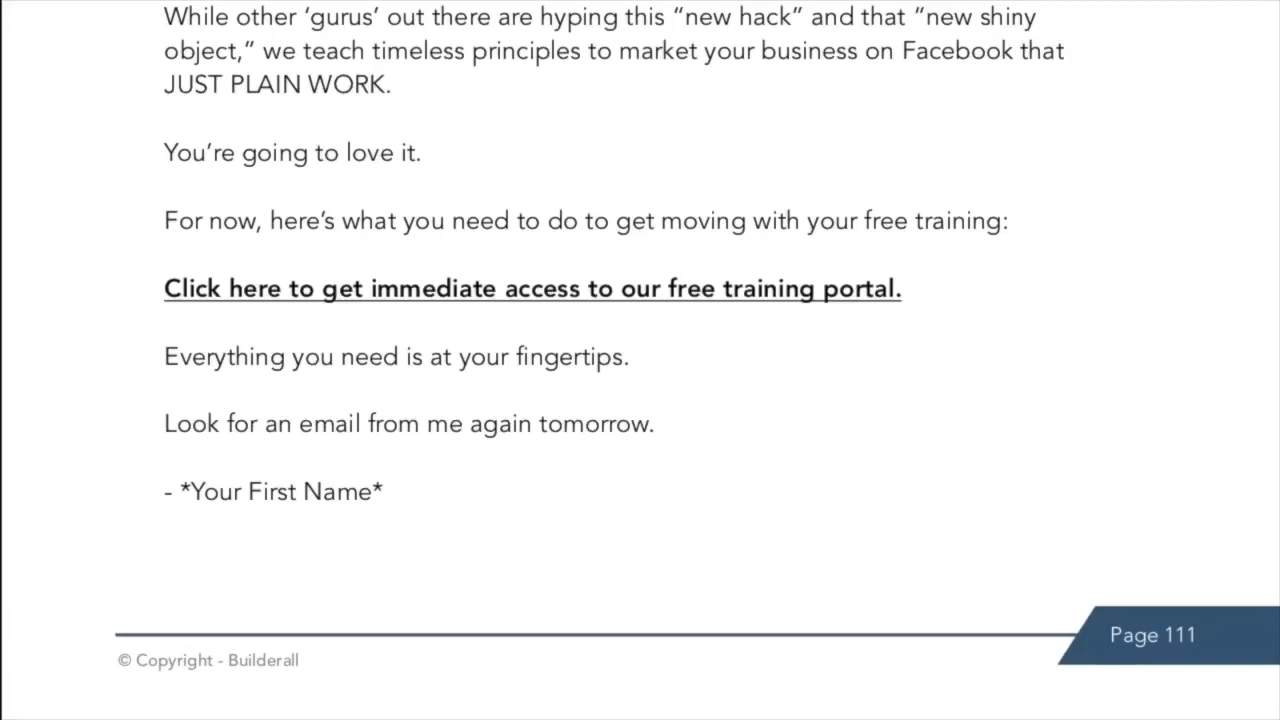 While other ‘gurus’ out there are hyping this “new hack” and that “new shiny
object,” we teach timeless principles to market your business on Facebook that
JUST PLAIN WORK.
You’re going to love it.
For now, here’s what you need to do to get moving with your free training:
Click here to get immediate access to our free training portal.
Everything you need is at your fingertips.
Look for an email from me again tomorrow.
- *Your First Name*
Page 111
© Copyright - Builderall